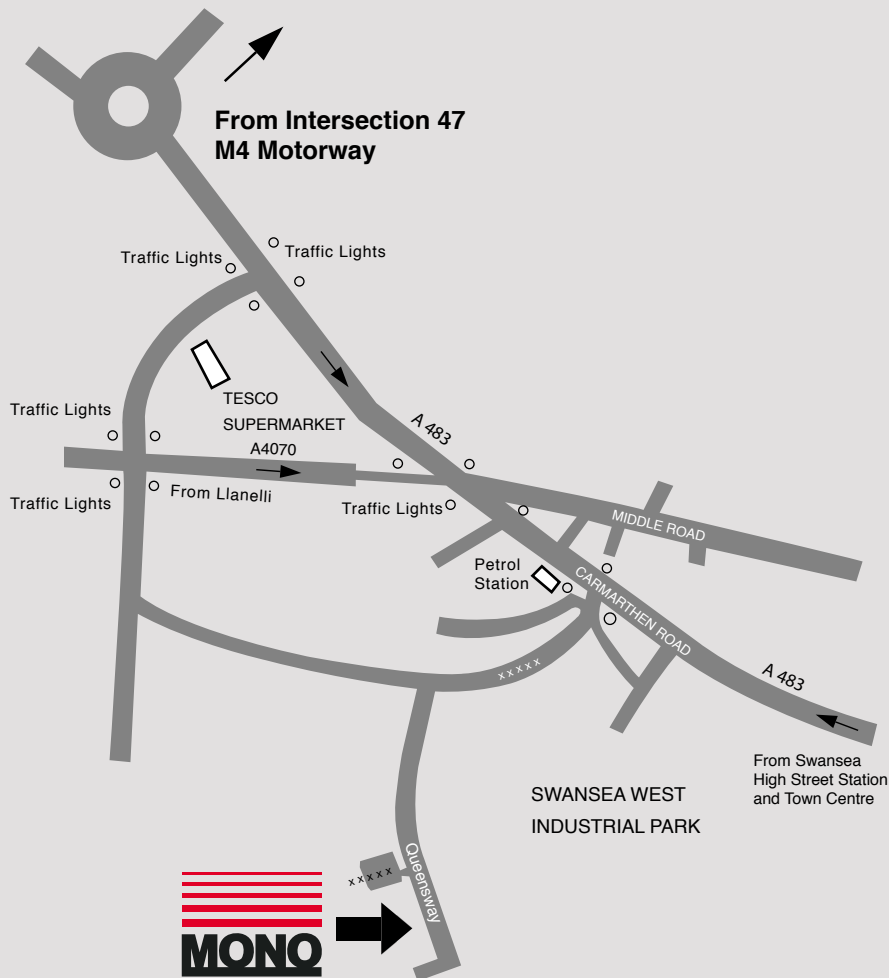 From Intersection 47
M4 Motorway
Traffic Lights
Traffic Lights
TESCO
SUPERMARKET
A4070
A 483
Traffic Lights
From Llanelli
Traffic Lights
Traffic Lights
MIDDLE ROAD
Petrol
Station
CARMARTHEN ROAD
x x x x x
A 483
From Swansea
High Street Station
and Town Centre
SWANSEA WEST
INDUSTRIAL PARK
Queensway
x x x x x
MONO